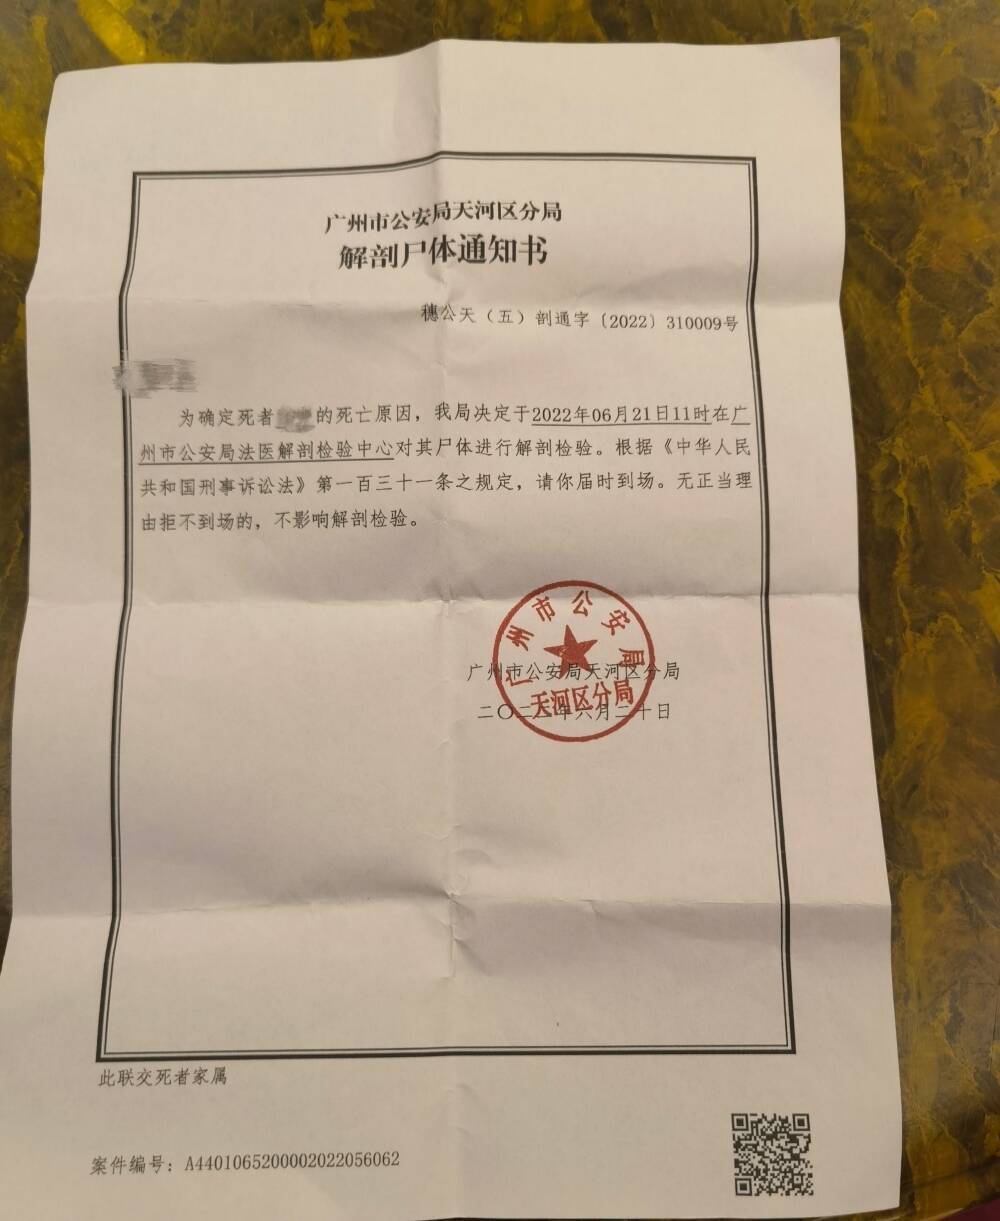 广州市公安局天河区分局
解剖尸体通知书
穗公天（五）剖通字〔2022〕310009号
为确定死者的死亡原因，我局决定于2022年06月21日11时在广
州市公安局法医解剖检验中心对其尸体进行解剖检验。根据《中华人民
共和国刑事诉讼法》第一百三十一条之规定，请你届时到场。无正当理
由拒不到场的，不影响解剖检验。
广州市公安局
天河区分局
广州市公安局天河区分局
二〇二二年六月二十日
此联交死者家属
案件编号：A4401065200002022056062